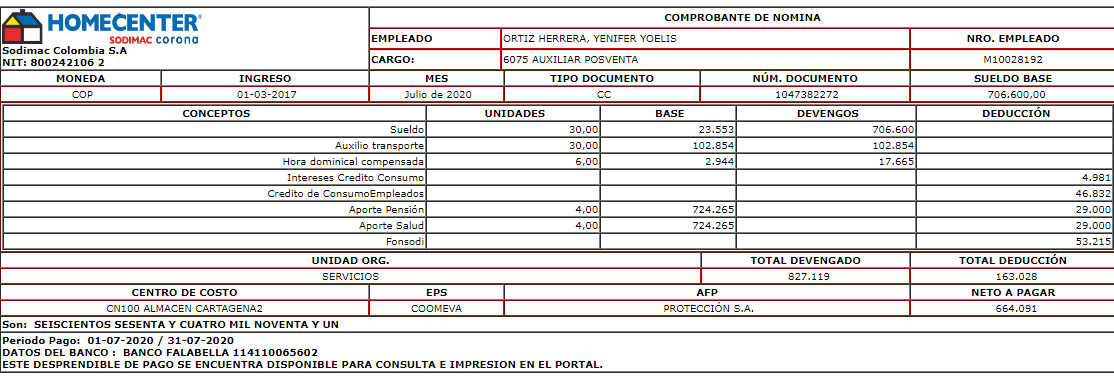 HOMECENTER
SODIMAC corona
Sodimac Colombia S.A
NIT: 800242106 2
COMPROBANTE DE NOMINA
EMPLEADO ORTIZ HERRERA, YENIFER YOELIS NRO. EMPLEADO
CARGO: 6075 AUXILIAR POSVENTA M10028192
MONEDA INGRESO MES TIPO DOCUMENTO NÚM. DOCUMENTO SUELDO BASE
COP 01-03-2017 Julio de 2020 CC 1047382272 706.600,00
CONCEPTOS UNIDADES BASE DEVENGOS DEDUCCIÓN
Sueldo 30,00 23.553 706.600
Auxilio transporte 30,00 102.854 102.854
Hora dominical compensada 6,00 2.944 17.665
Intereses Credito Consumo 4.981
Credito de ConsumoEmpleados 46.832
Aporte Pensión 4,00 724.265 29.000
Aporte Salud 4,00 724.265 29.000
Fonsodi 53.215
UNIDAD ORG. TOTAL DEVENGADO TOTAL DEDUCCIÓN
SERVICIOS 827.119 163.028
CENTRO DE COSTO EPS AFP NETO A PAGAR
CN100 ALMACEN CARTAGENA2 COOMEVA PROTECCIÓN S.A. 664.091
Son: SEISCIENTOS SESENTA Y CUATRO MIL NOVENTA Y UN
Periodo Pago: 01-07-2020 / 31-07-2020
DATOS DEL BANCO : BANCO FALABELLA 114110065602
ESTE DESPRENDIBLE DE PAGO SE ENCUENTRA DISPONIBLE PARA CONSULTA E IMPRESION EN EL PORTAL.